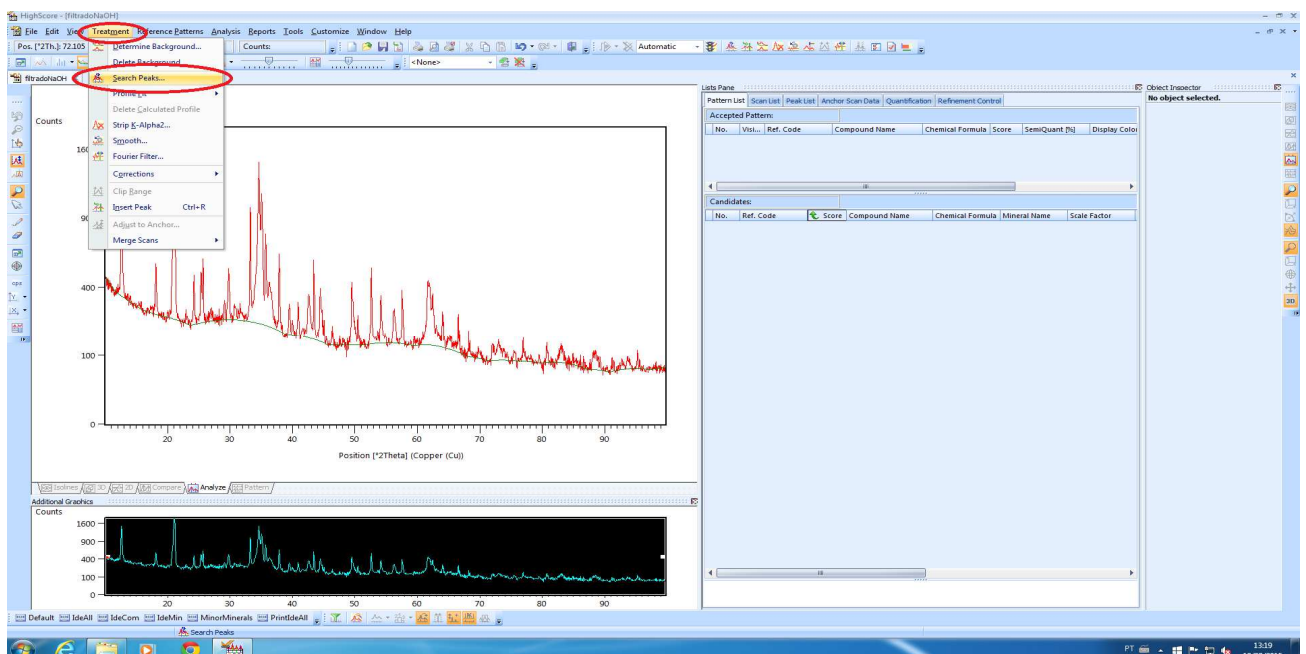 HighScore - [filtradoNaOH]
File Edit View Treatment Reference Patterns Analysis Reports Tools Customize Window Help
Pos. [°2Th.]: 72.105 Counts: Automatic
<None>
filtradoNaOH
Determine Background...
Delete Background
Search Peaks...
Profile Fit
Delete Calculated Profile
Strip K-Alpha2...
Smooth...
Fourier Filter...
Corrections
Clip Range
Insert Peak Ctrl+R
Adjust to Anchor...
Merge Scans
Counts
400
100
0
20 30 40 50 60 70 80 90
Position [°2Theta] (Copper (Cu))
Isolines 3D 2D Compare Analyze Pattern
Additional Graphics
Counts
1600
900
400
100
0
20 30 40 50 60 70 80 90
Lists Pane
Pattern List Scan List Peak List Anchor Scan Data Quantification Refinement Control
Accepted Pattern:
No. Visi... Ref. Code Compound Name Chemical Formula Score SemiQuant [%] Display Color
Candidates:
No. Ref. Code Score Compound Name Chemical Formula Mineral Name Scale Factor
Object Inspector
No object selected.
cps
3D
Default IdeAll IdeCom IdeMin MinorMinerals PrintIdeAll
Search Peaks
PT
13:19